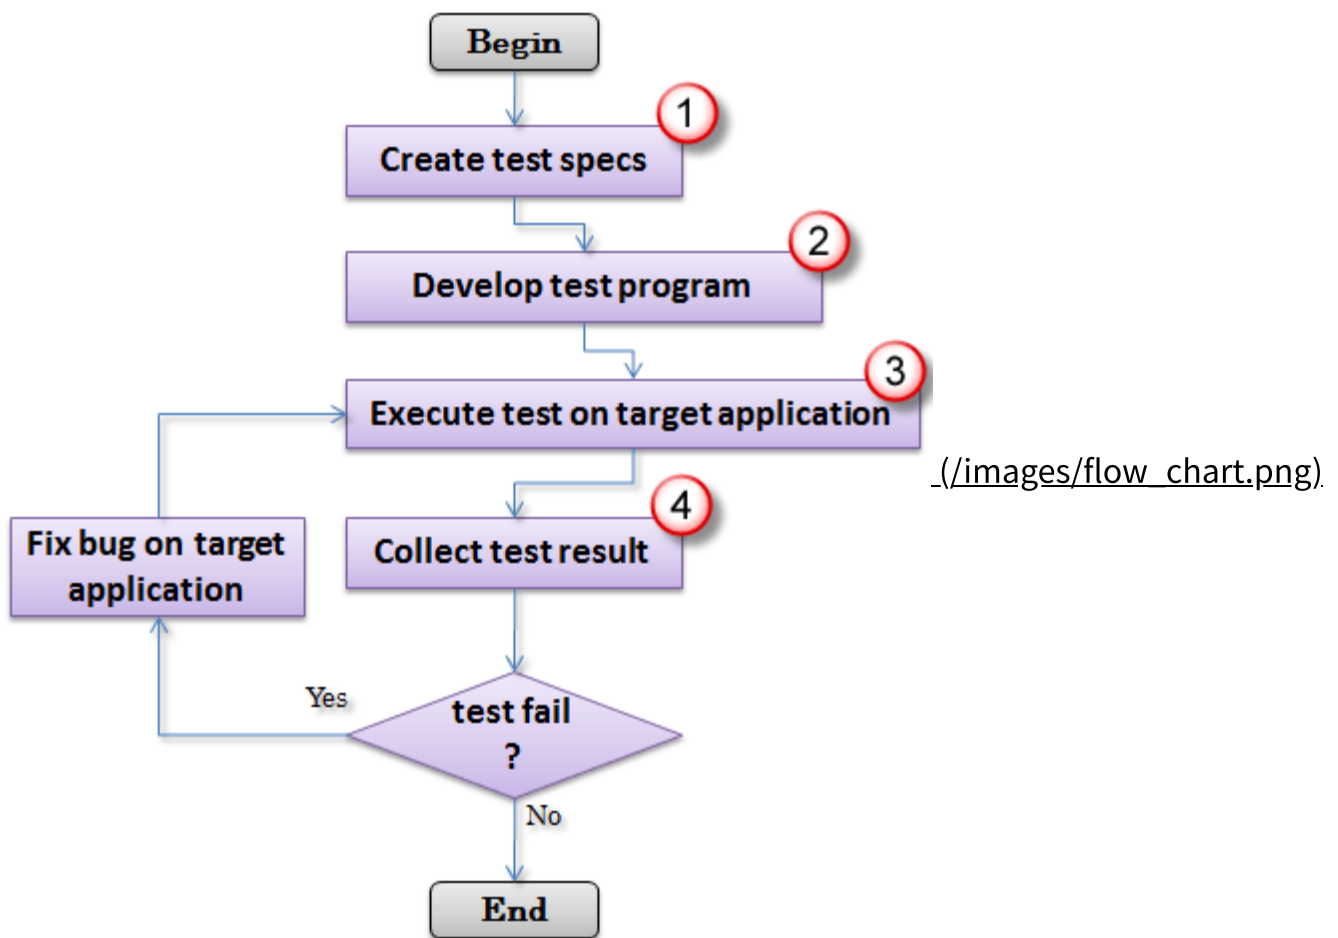 Begin
1
Create test specs
2
Develop test program
3
Execute test on target application
(/images/flow_chart.png)
4
Fix bug on target
application
Collect test result
Yes
test fail
?
No
End